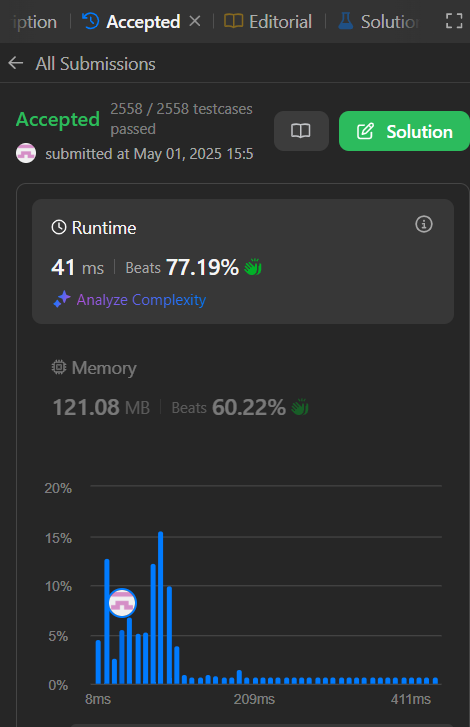 iption
Accepted
Editorial
Solution
All Submissions
Accepted
2558 / 2558 testcases
passed
submitted at May 01, 2025 15:5
Solution
Runtime
41 ms
Beats 77.19%
Analyze Complexity
Memory
121.08 MB
Beats 60.22%
20%
15%
10%
5%
0%
8ms
209ms
411ms